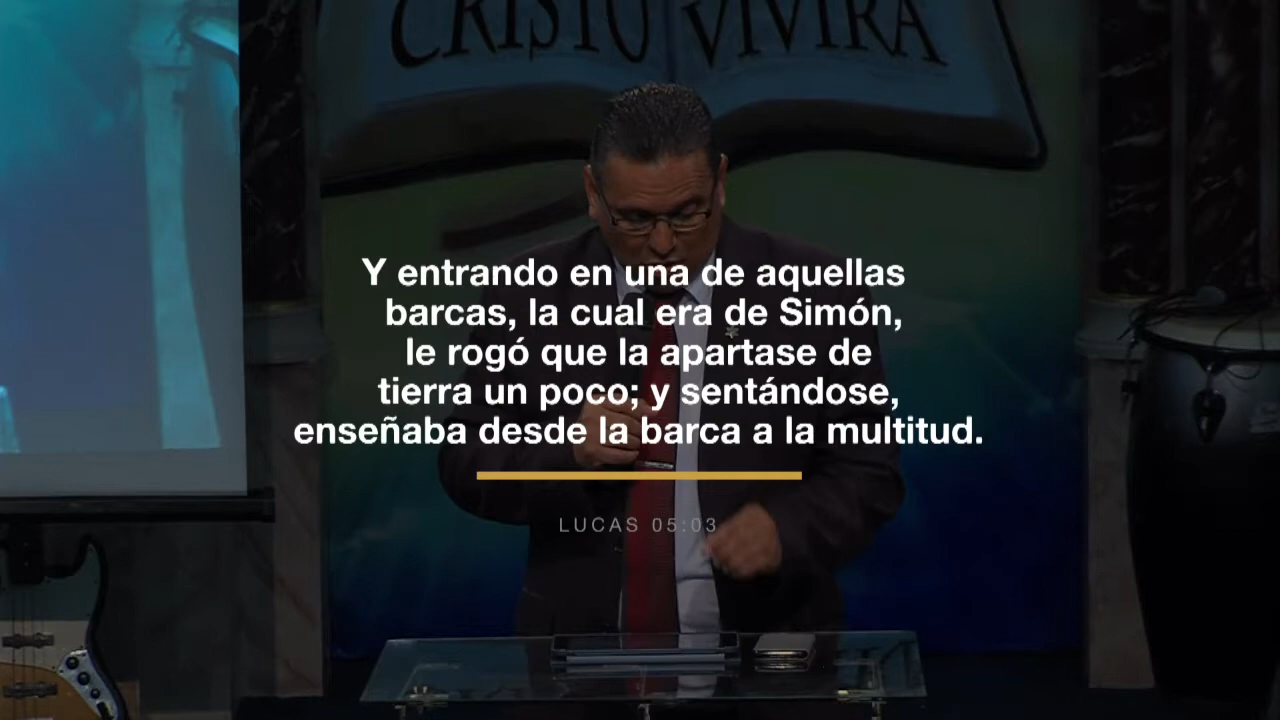 CRISTO VIVIRÁ
Y entrando en una de aquellas
barcas, la cual era de Simón,
le rogó que la apartase de
tierra un poco; y sentándose,
enseñaba desde la barca a la multitud.
LUCAS 05:03